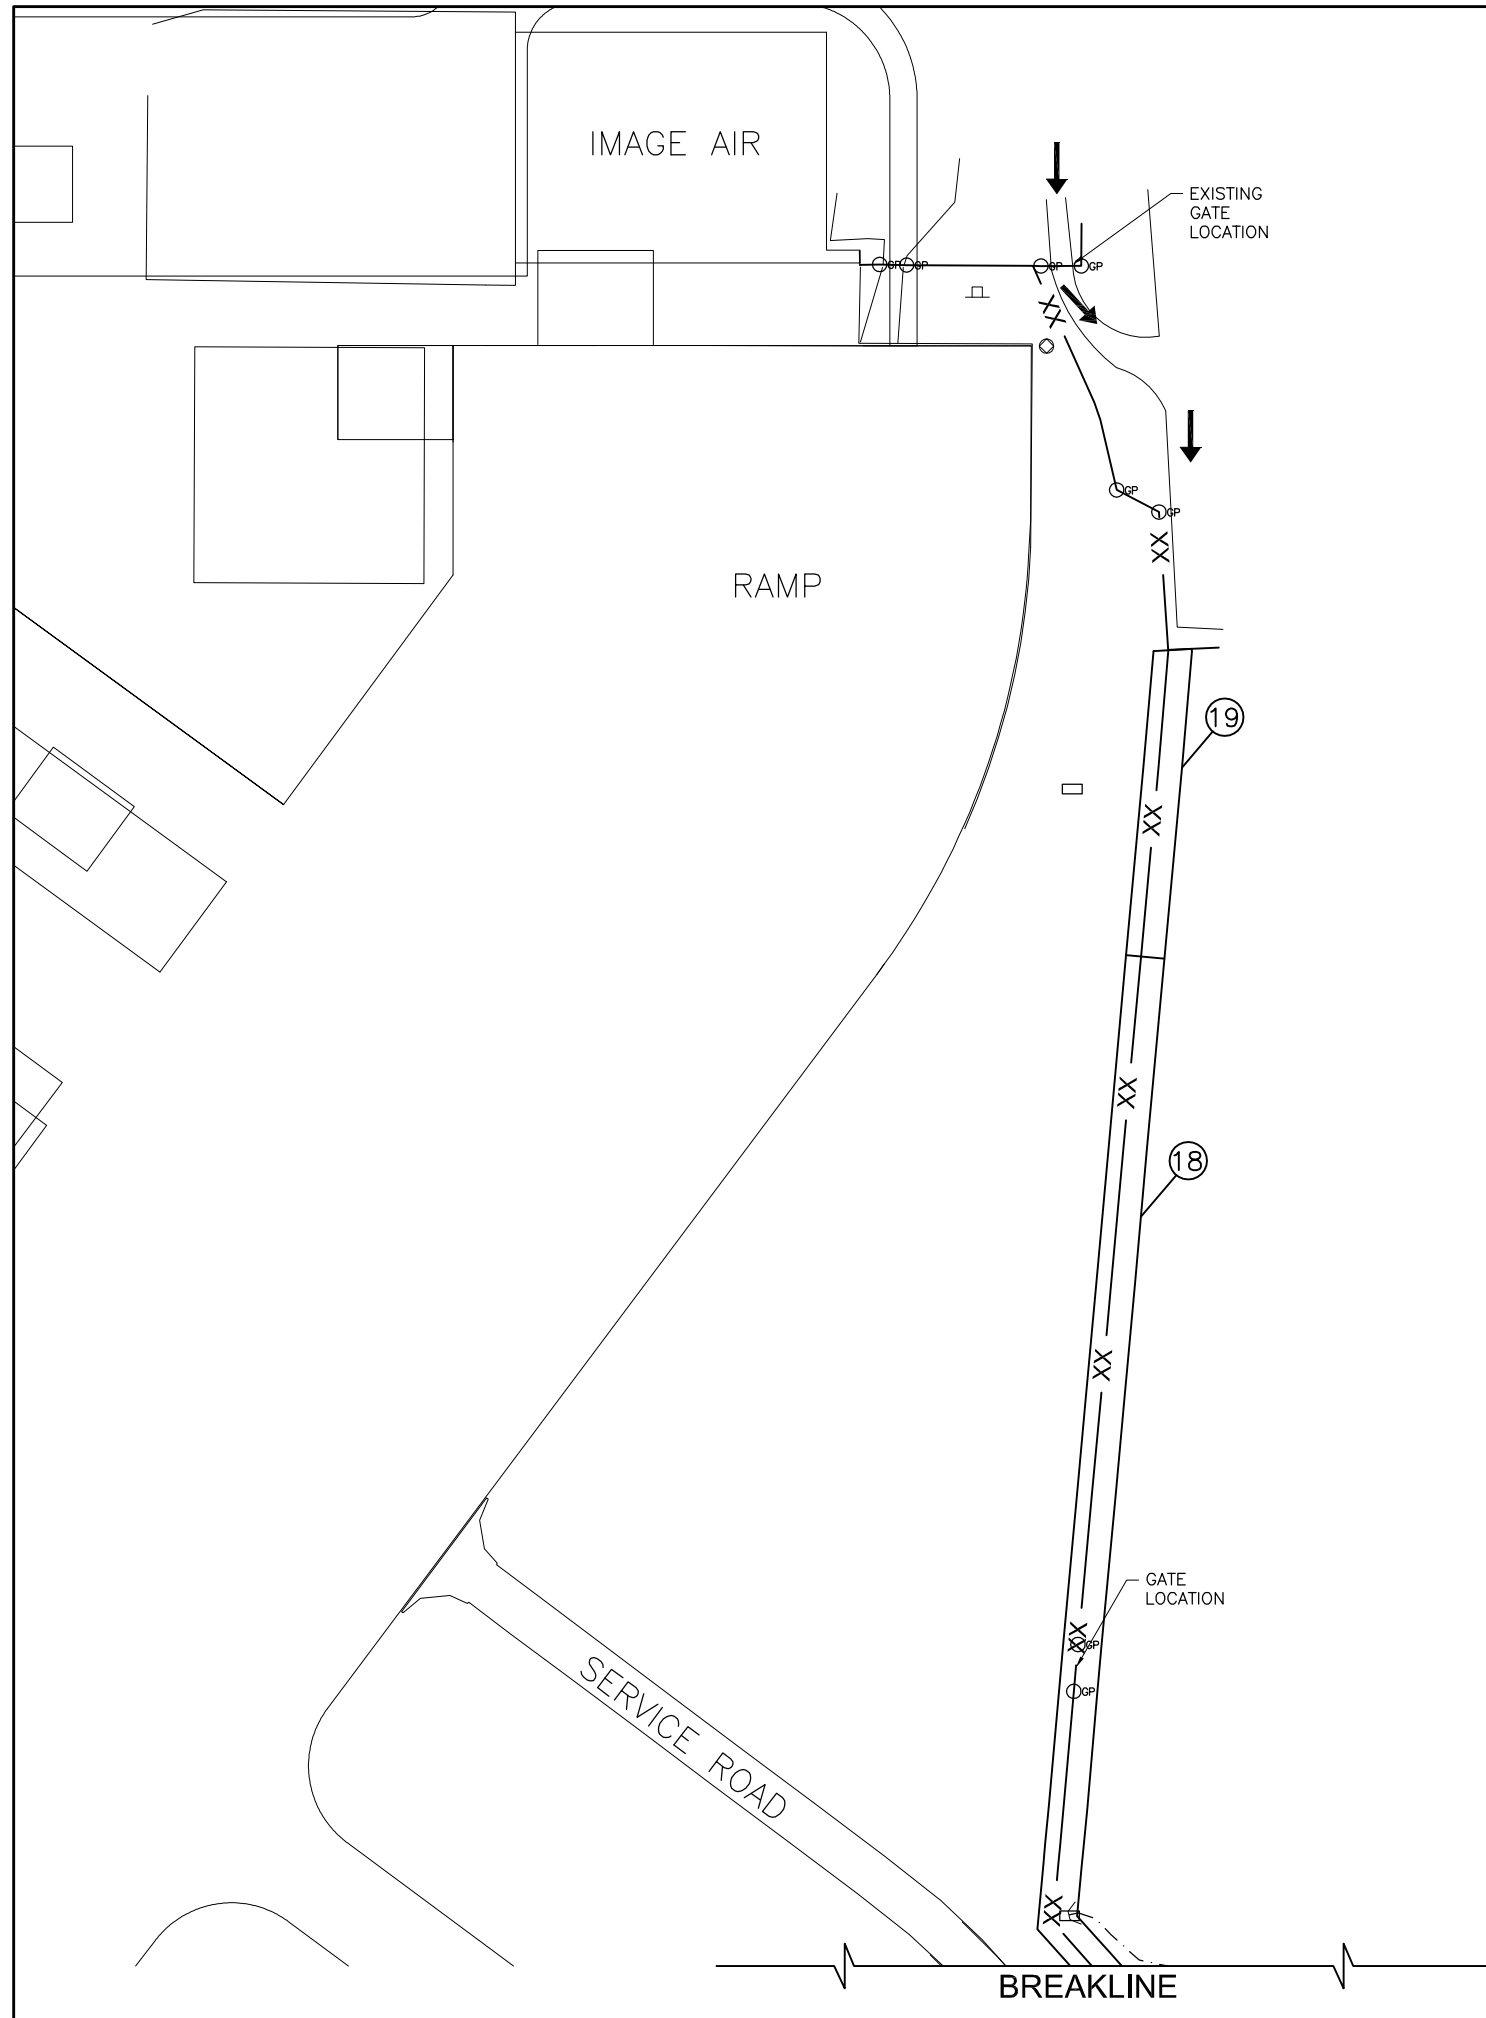 IMAGE AIR
EXISTING
GATE
LOCATION
GP
GP
GP
GP
XX
GP
GP
XX
RAMP
19
XX
XX
18
XX
GATE
LOCATION
XX
GP
GP
SERVICE ROAD
XX
BREAKLINE